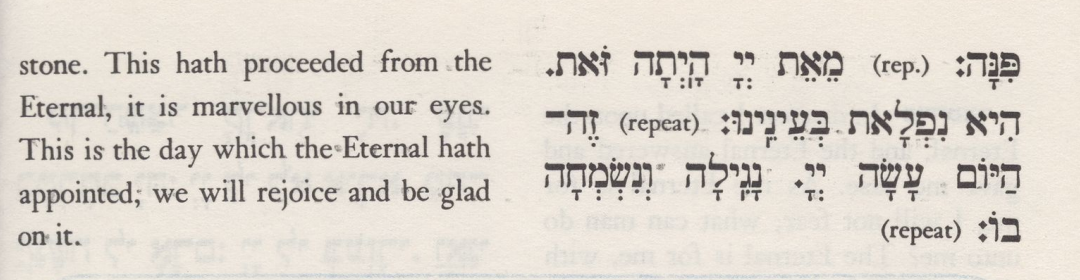 stone. This hath proceeded from the
Eternal, it is marvellous in our eyes.
This is the day which the Eternal hath
appointed; we will rejoice and be glad
on it.
פִּנָּה: (rep.) מֵאֵת יְיָ הָיְתָה זֹּאת.
הִיא נִפְלָאת בְּעֵינֵינוּ: (repeat) זֶה־
הַיּוֹם עָשָׂה יְיָ. נָגִילָה וְנִשְׂמְחָה
בוֹ: (repeat)